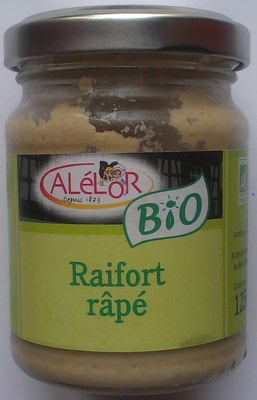 ALéLOR
Depuis 1873
BiO
Raifort
râpé